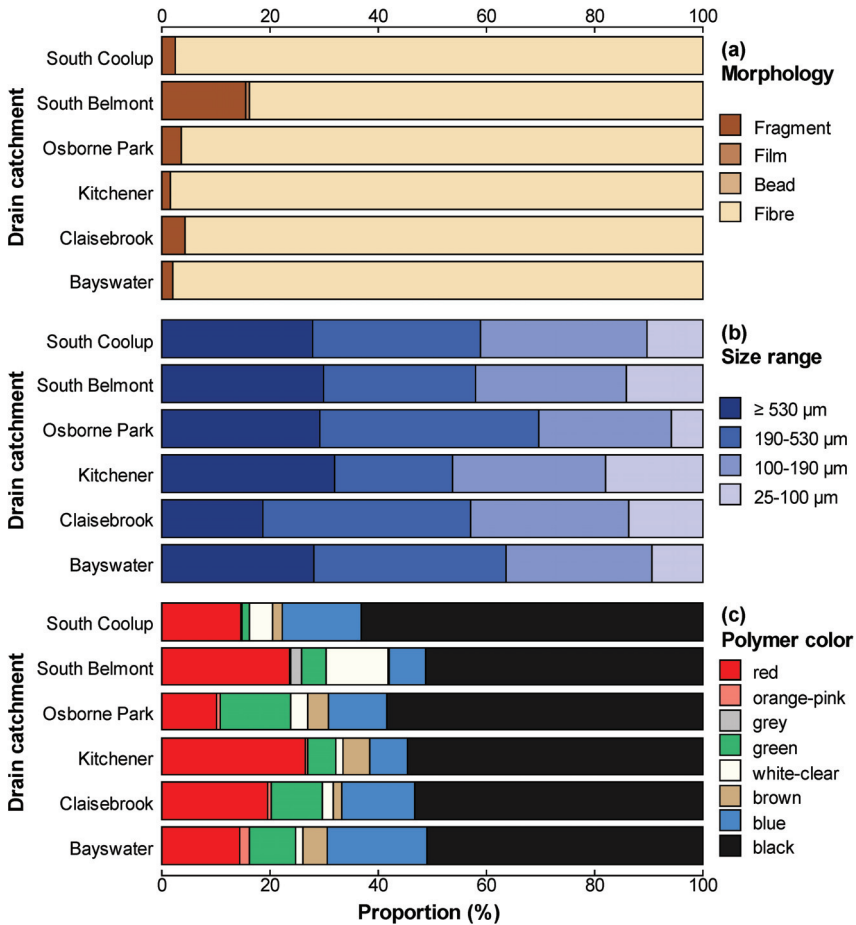 0 20 40 60 80 100
(a)
Morphology
Drain catchment
South Coolup
South Belmont
Osborne Park
Kitchener
Claisebrook
Bayswater
Fragment
Film
Bead
Fibre
(b)
Size range
Drain catchment
South Coolup
South Belmont
Osborne Park
Kitchener
Claisebrook
Bayswater
≥ 530 µm
190-530 µm
100-190 µm
25-100 µm
(c)
Polymer color
Drain catchment
South Coolup
South Belmont
Osborne Park
Kitchener
Claisebrook
Bayswater
red
orange-pink
grey
green
white-clear
brown
blue
black
0 20 40 60 80 100
Proportion (%)